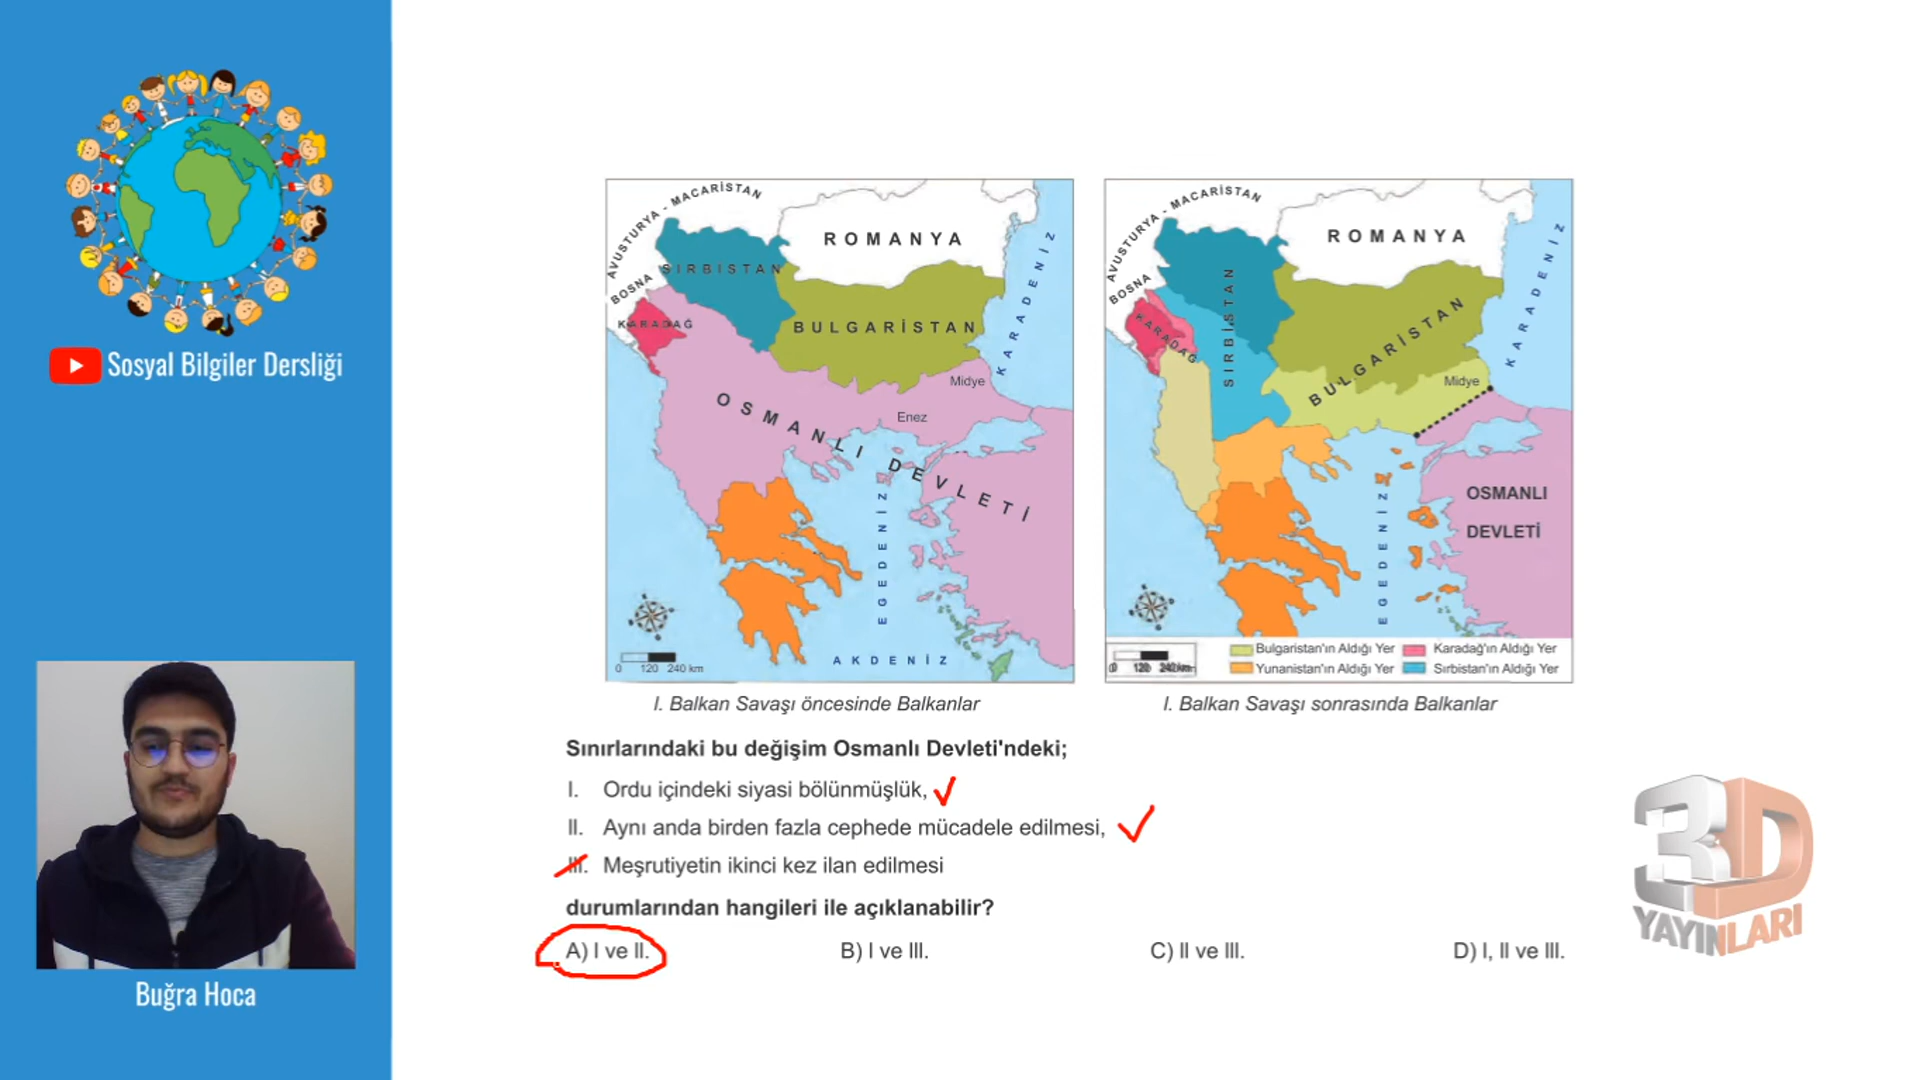 Sosyal Bilgiler Dersliği
Buğra Hoca
AVUSTURYA - MACARİSTAN
ROMANYA
SIRBİSTAN
BOSNA
KARADAĞ
BULGARİSTAN
KARADENİZ
Midye
Enez
OSMANLI DEVLETİ
EGEDENİZ
AKDENİZ
0 120 240 km
AVUSTURYA - MACARİSTAN
ROMANYA
BOSNA
KARADAĞ
SIRBİSTAN
BULGARİSTAN
KARADENİZ
Midye
OSMANLI
DEVLETİ
EGEDENİZ
0 120 240 km
Bulgaristan'ın Aldığı Yer
Karadağ'ın Aldığı Yer
Yunanistan'ın Aldığı Yer
Sırbistan'ın Aldığı Yer
I. Balkan Savaşı öncesinde Balkanlar
I. Balkan Savaşı sonrasında Balkanlar
Sınırlarındaki bu değişim Osmanlı Devleti'ndeki;
I. Ordu içindeki siyasi bölünmüşlük,
II. Aynı anda birden fazla cephede mücadele edilmesi,
III. Meşrutiyetin ikinci kez ilan edilmesi
durumlarından hangileri ile açıklanabilir?
A) I ve II.
B) I ve III.
C) II ve III.
D) I, II ve III.
3D
YAYINLARI